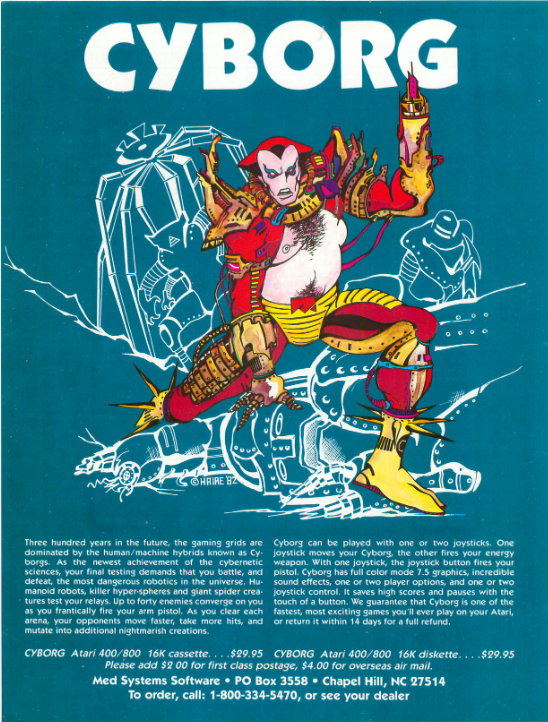 CYBORG
© HAIRE 82
Three hundred years in the future, the gaming grids are
dominated by the human/machine hybrids known as Cy-
borgs. As the newest achievement of the cybernetic
sciences, your final testing demands that you battle, and
defeat, the most dangerous robotics in the universe. Hu-
manoid robots, killer hyper-spheres and giant spider crea-
tures test your relays. Up to forty enemies converge on you
as you frantically fire your arm pistol. As you clear each
arena, your opponents move faster, take more hits, and
mutate into additional nightmarish creations.
Cyborg can be played with one or two joysticks. One
joystick moves your Cyborg, the other fires your energy
weapon. With one joystick, the joystick button fires your
pistol. Cyborg has full color mode 7.5 graphics, incredible
sound effects, one or two player options, and one or two
joystick control. It saves high scores and pauses with the
touch of a button. We guarantee that Cyborg is one of the
fastest, most exciting games you'll ever play on your Atari,
or return it within 14 days for a full refund.
CYBORG Atari 400/800 16K cassette. . . .$29.95 CYBORG Atari 400/800 16K diskette. . . .$29.95
Please add $2 00 for first class postage, $4.00 for overseas air mail.
Med Systems Software • PO Box 3558 • Chapel Hill, NC 27514
To order, call: 1-800-334-5470, or see your dealer